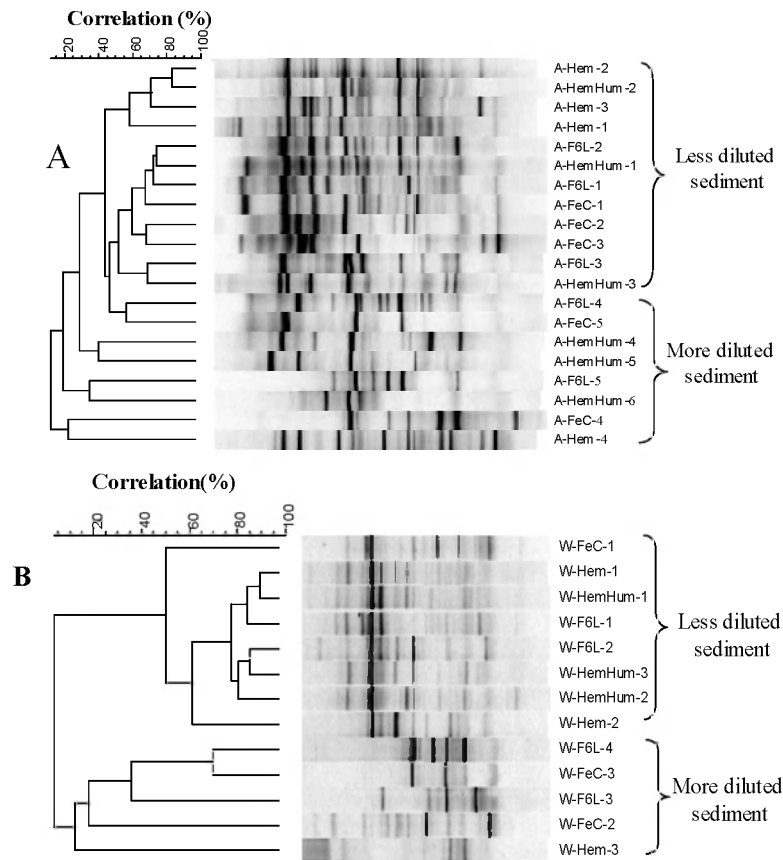 Correlation (%)
20
40
60
80
100
A
A-Hem-2
A-HemHum-2
A-Hem-3
A-Hem-1
A-F6L-2
A-HemHum-1
A-F6L-1
A-FeC-1
A-FeC-2
A-FeC-3
A-F6L-3
A-HemHum-3
A-F6L-4
A-FeC-5
A-HemHum-4
A-HemHum-5
A-F6L-5
A-HemHum-6
A-FeC-4
A-Hem-4
Less diluted
sediment
More diluted
sediment
Correlation(%)
20
40
60
80
100
B
W-FeC-1
W-Hem-1
W-HemHum-1
W-F6L-1
W-F6L-2
W-HemHum-3
W-HemHum-2
W-Hem-2
W-F6L-4
W-FeC-3
W-F6L-3
W-FeC-2
W-Hem-3
Less diluted
sediment
More diluted
sediment